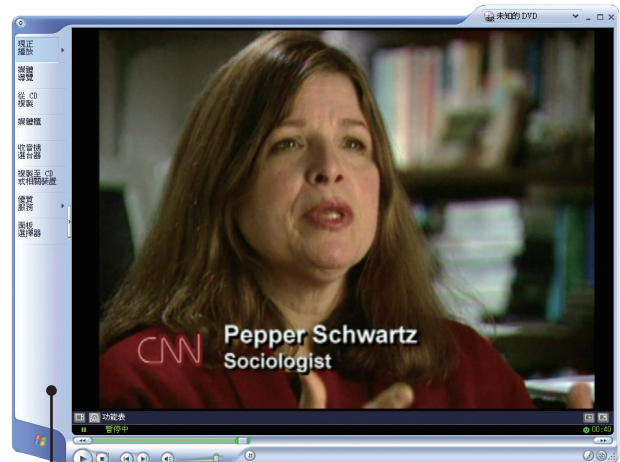 未知的 DVD
現正
播放
媒體
導覽
從 CD
複製
媒體櫃
收音機
選台器
複製至 CD
或相關裝置
優質
服務
面板
選擇器
CNN
Pepper Schwartz
Sociologist
功能表
暫停中
00:40